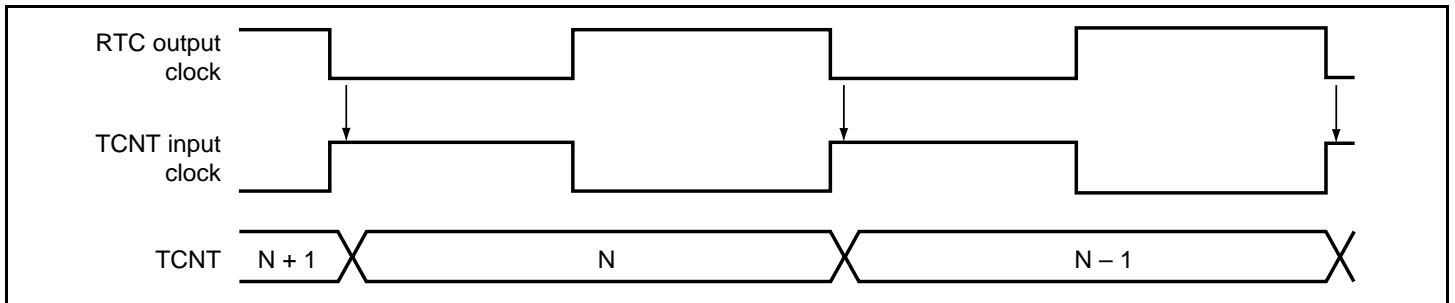 RTC output
clock
TCNT input
clock
TCNT
N + 1
N
N – 1